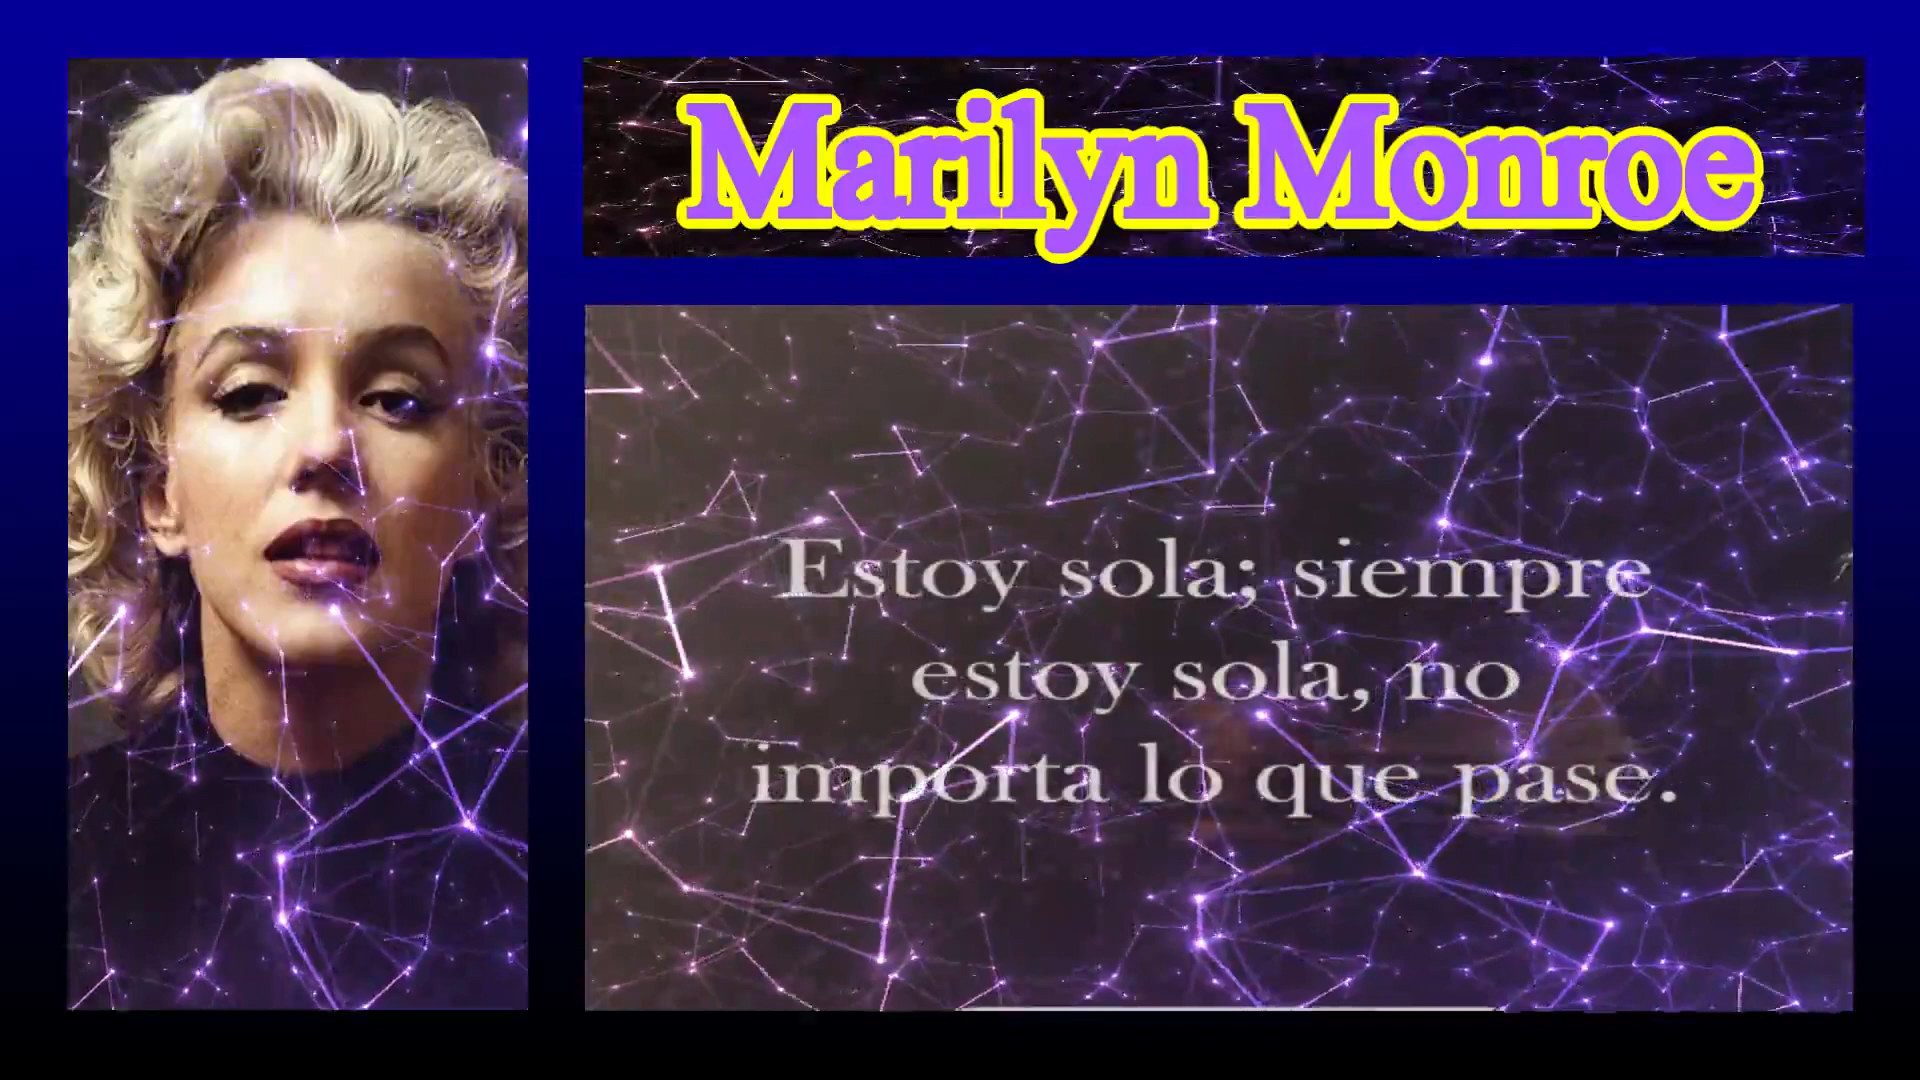 Marilyn Monroe
Estoy sola; siempre
estoy sola, no
importa lo que pase.